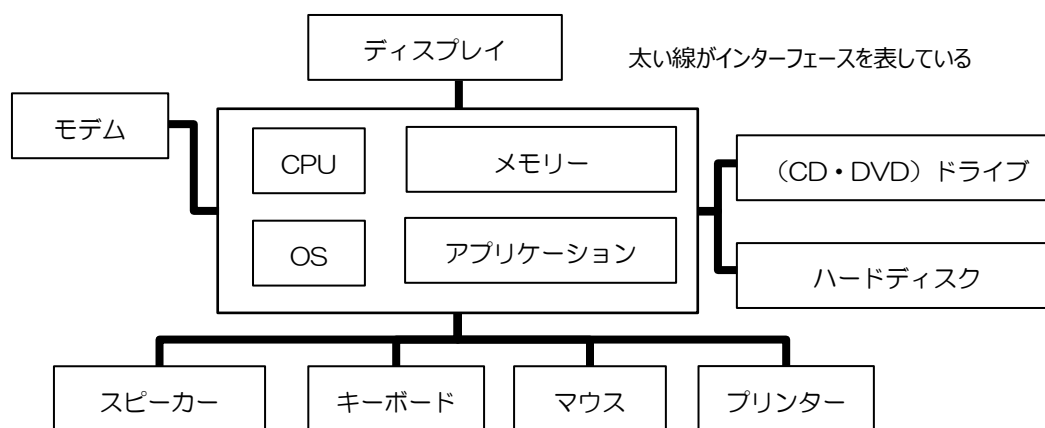 ディスプレイ
太い線がインターフェースを表している
モデム
CPU
メモリー
(CD・DVD)ドライブ
OS
アプリケーション
ハードディスク
スピーカー
キーボード
マウス
プリンター